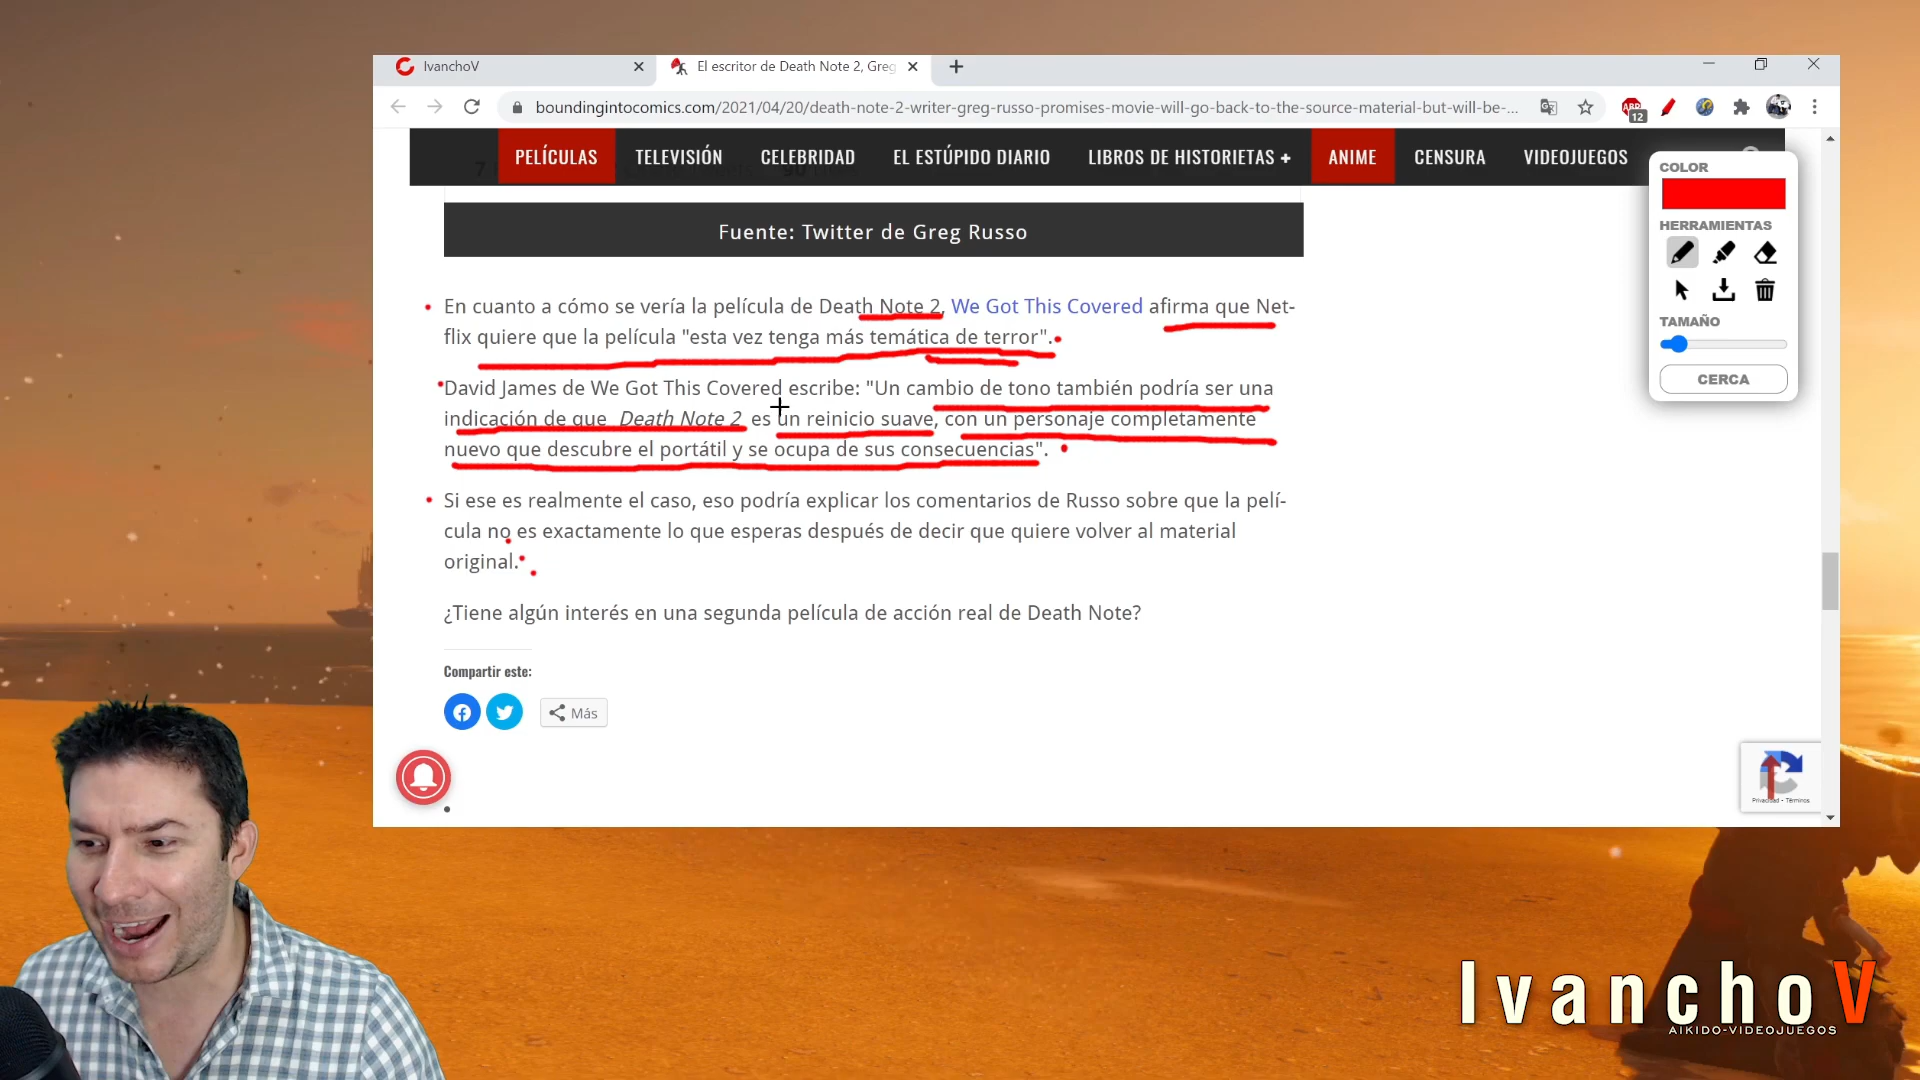 IvanchoV
El escritor de Death Note 2, Greg
boundingintocomics.com/2021/04/20/death-note-2-writer-greg-russo-promises-movie-will-go-back-to-the-source-material-but-will-be-...
ABP
12
PELÍCULAS TELEVISIÓN CELEBRIDAD EL ESTÚPIDO DIARIO LIBROS DE HISTORIETAS + ANIME CENSURA VIDEOJUEGOS
Fuente: Twitter de Greg Russo
En cuanto a cómo se vería la película de Death Note 2, We Got This Covered afirma que Net-
flix quiere que la película "esta vez tenga más temática de terror".
David James de We Got This Covered escribe: "Un cambio de tono también podría ser una
indicación de que Death Note 2 es un reinicio suave, con un personaje completamente
nuevo que descubre el portátil y se ocupa de sus consecuencias".
Si ese es realmente el caso, eso podría explicar los comentarios de Russo sobre que la pelí-
cula no es exactamente lo que esperas después de decir que quiere volver al material
original.
¿Tiene algún interés en una segunda película de acción real de Death Note?
Compartir este:
Más
COLOR
HERRAMIENTAS
TAMAÑO
CERCA
Privacidad • Términos
IvanchoV
AIKIDO-VIDEOJUEGOS